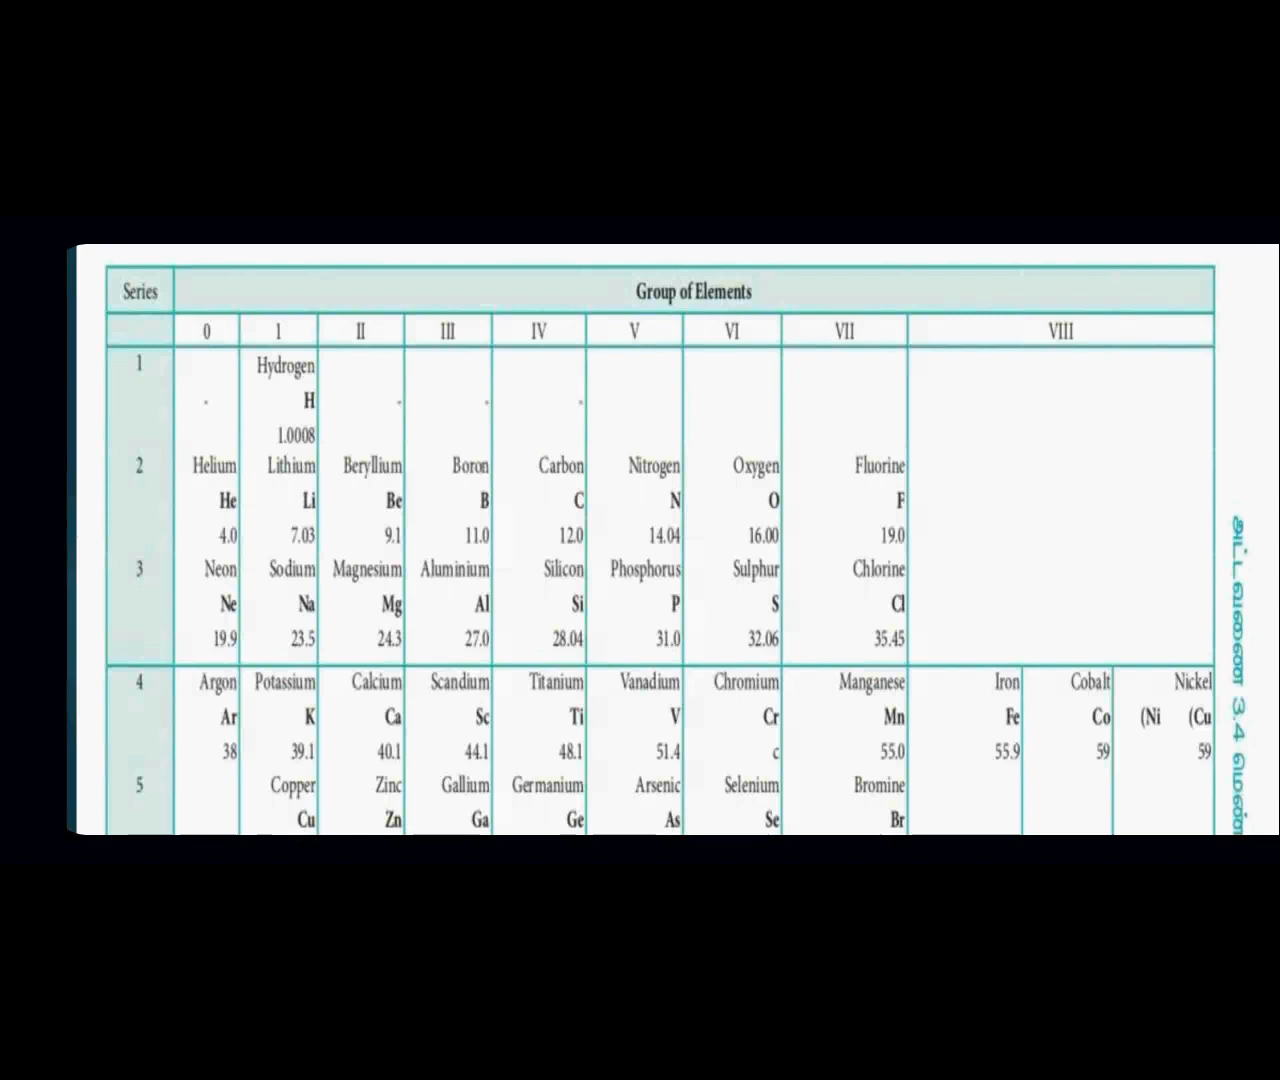 Series Group of Elements
0 1 II III IV V VI VII VIII
1 Hydrogen
- H - - -
1.0008
2 Helium Lithium Beryllium Boron Carbon Nitrogen Oxygen Fluorine
He Li Be B C N O F
4.0 7.03 9.1 11.0 12.0 14.04 16.00 19.0
3 Neon Sodium Magnesium Aluminium Silicon Phosphorus Sulphur Chlorine
Ne Na Mg Al Si P S Cl
19.9 23.5 24.3 27.0 28.04 31.0 32.06 35.45
4 Argon Potassium Calcium Scandium Titanium Vanadium Chromium Manganese Iron Cobalt Nickel
Ar K Ca Sc Ti V Cr Mn Fe Co (Ni (Cu
38 39.1 40.1 44.1 48.1 51.4 c 55.0 55.9 59 59
5 Copper Zinc Gallium Germanium Arsenic Selenium Bromine
Cu Zn Ga Ge As Se Br
அட்டவணை 3.4